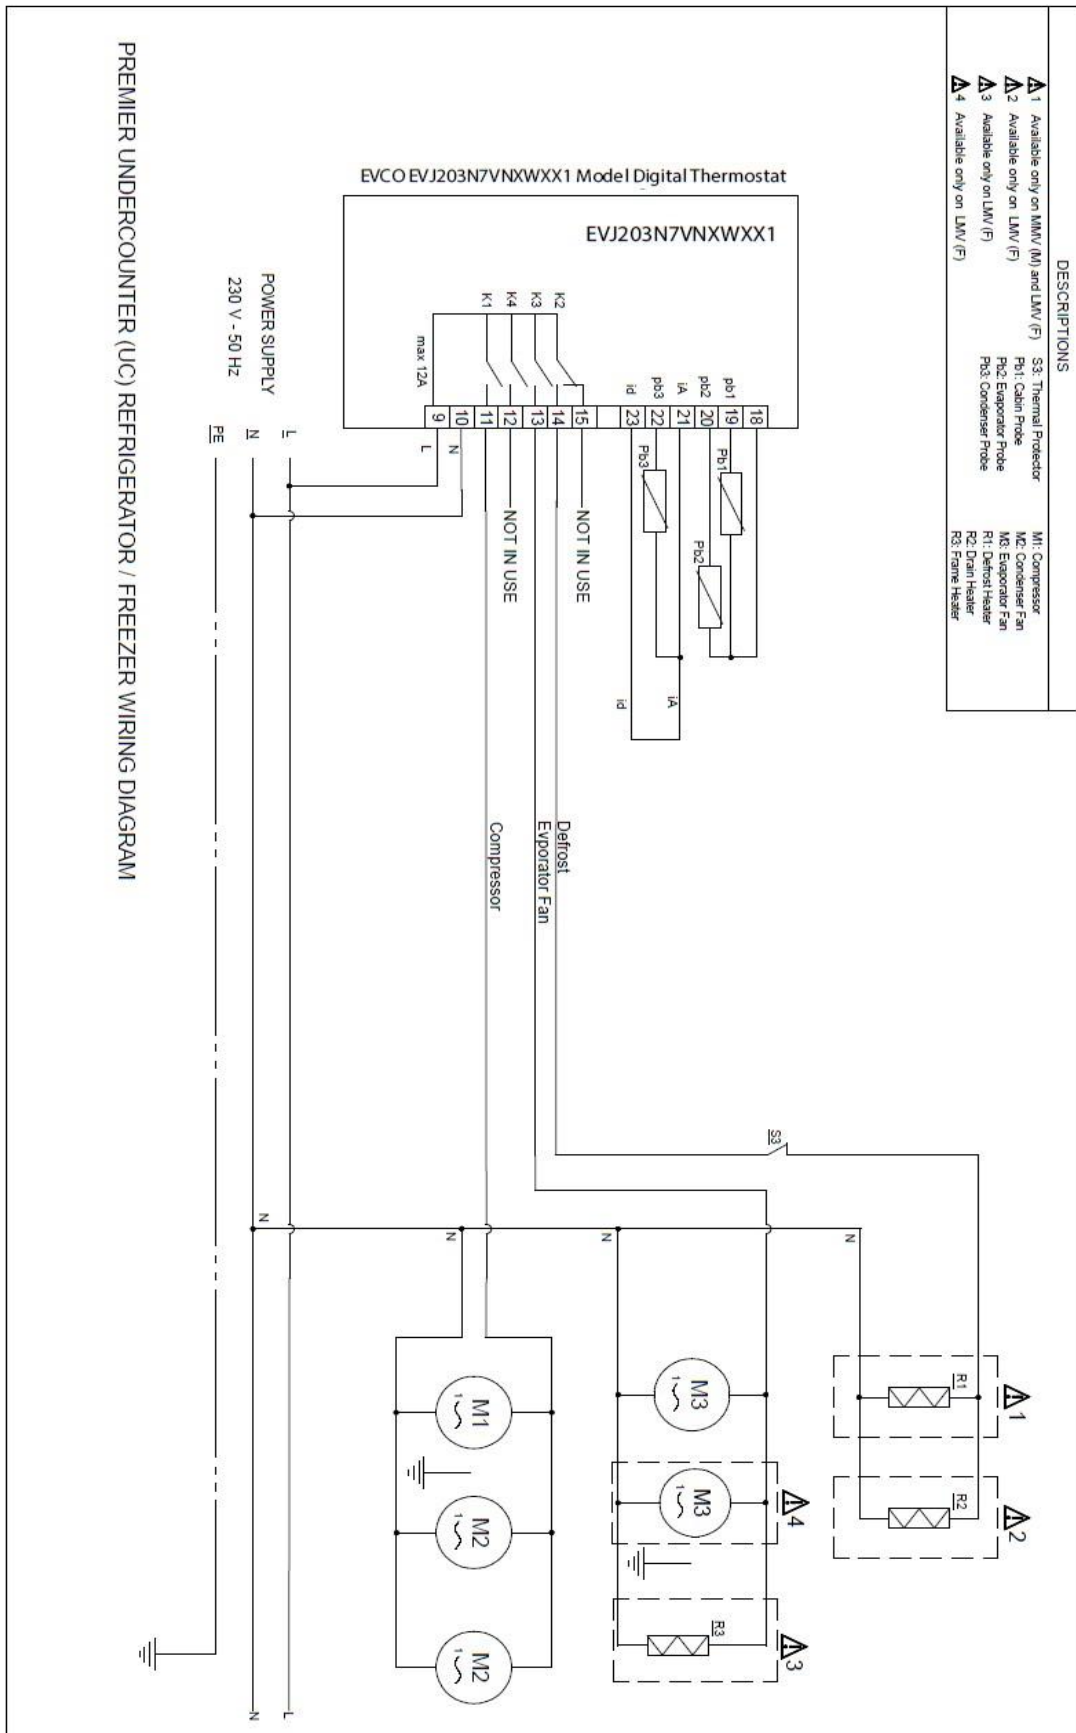 DESCRIPTIONS
1 Available only on MMV (M) and LMV (F)
2 Available only on LMV (F)
3 Available only on LMV (F)
4 Available only on LMV (F)
S3: Thermal Protector
Pb1: Cabin Probe
Pb2: Evaporator Probe
Pb3: Condenser Probe
M1: Compressor
M2: Condenser Fan
M3: Evaporator Fan
R1: Defrost Heater
R2: Drain Heater
R3: Frame Heater
EVCO EVJ203N7VNXWXX1 Model Digital Thermostat
EVJ203N7VNXWXX1
K2
K3
K4
K1
max 12A
pb1
pb2
iA
pb3
id
18
19
20
21
22
23
15
14
13
12
11
10
9
Pb1
Pb2
Pb3
iA
id
NOT IN USE
NOT IN USE
N
L
Defrost
Evporator Fan
Compressor
POWER SUPPLY
230 V - 50 Hz
L
N
PE
S3
N
N
N
N
R1
1
R2
2
M3
1
M3
1
4
R3
3
M1
1
M2
1
M2
1
L
N
PREMIER UNDERCOUNTER (UC) REFRIGERATOR / FREEZER WIRING DIAGRAM